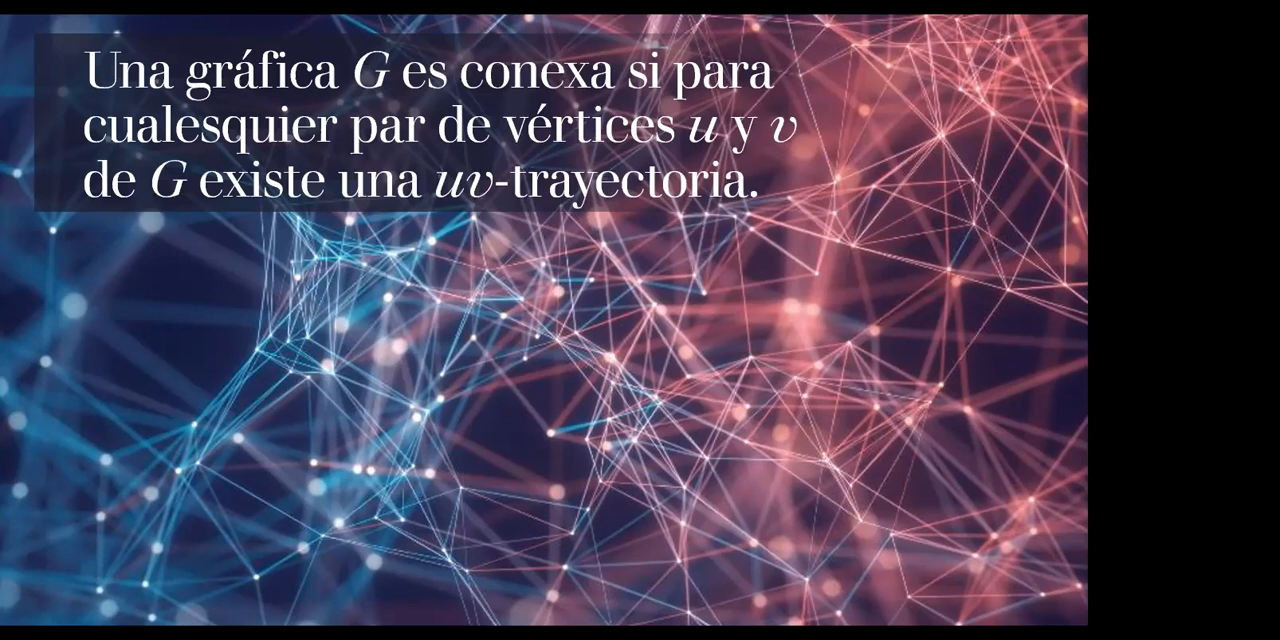 Una gráfica G es conexa si para
cualesquier par de vértices u y v
de G existe una uv-trayectoria.